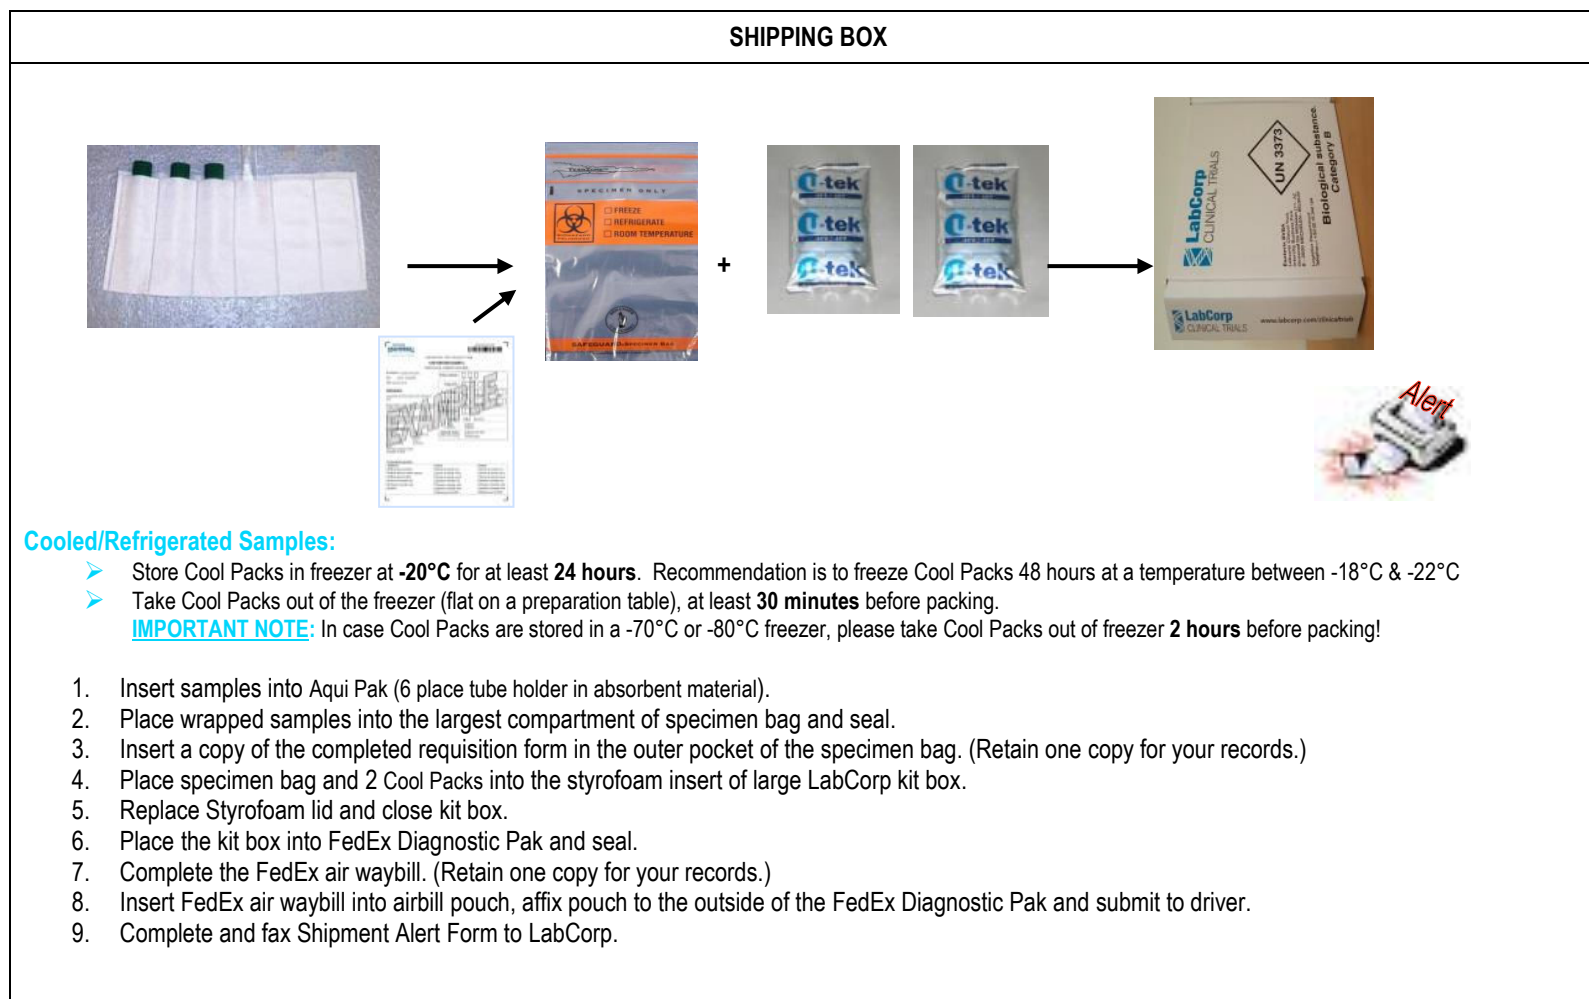 SHIPPING BOX
SPECIMEN ONLY
FREEZE
REFRIGERATE
ROOM TEMPERATURE
SAFEGUARD SPECIMEN BAG
+
U-tek
U-tek
U-tek
U-tek
U-tek
U-tek
LabCorp
CLINICAL TRIALS
UN 3373
Biological substance.
Category B
LabCorp
CLINICAL TRIALS
www.labcorp.com/clinicaltrials
EXAMPLE
Alert
Cooled/Refrigerated Samples:
➢ Store Cool Packs in freezer at -20°C for at least 24 hours. Recommendation is to freeze Cool Packs 48 hours at a temperature between -18°C & -22°C
➢ Take Cool Packs out of the freezer (flat on a preparation table), at least 30 minutes before packing.
IMPORTANT NOTE: In case Cool Packs are stored in a -70°C or -80°C freezer, please take Cool Packs out of freezer 2 hours before packing!
1. Insert samples into Aqui Pak (6 place tube holder in absorbent material).
2. Place wrapped samples into the largest compartment of specimen bag and seal.
3. Insert a copy of the completed requisition form in the outer pocket of the specimen bag. (Retain one copy for your records.)
4. Place specimen bag and 2 Cool Packs into the styrofoam insert of large LabCorp kit box.
5. Replace Styrofoam lid and close kit box.
6. Place the kit box into FedEx Diagnostic Pak and seal.
7. Complete the FedEx air waybill. (Retain one copy for your records.)
8. Insert FedEx air waybill into airbill pouch, affix pouch to the outside of the FedEx Diagnostic Pak and submit to driver.
9. Complete and fax Shipment Alert Form to LabCorp.